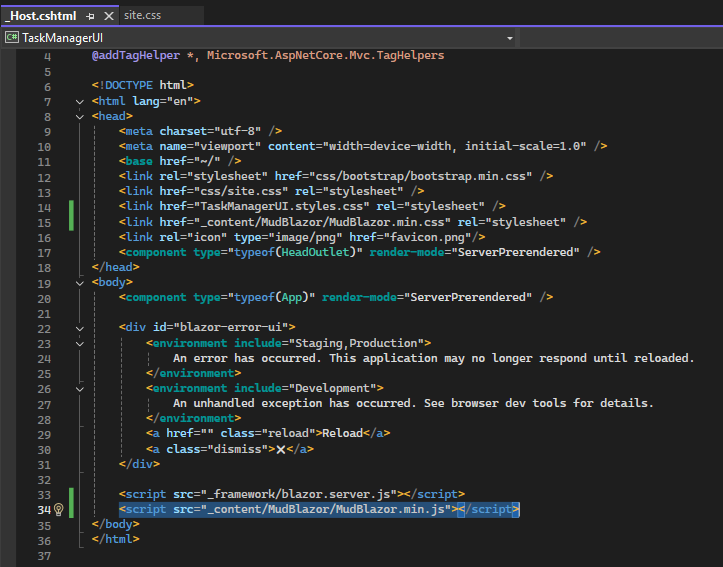 _Host.cshtml
site.css
C# TaskManagerUI
4 @addTagHelper *, Microsoft.AspNetCore.Mvc.TagHelpers
5
6 <!DOCTYPE html>
7 <html lang="en">
8 <head>
9 <meta charset="utf-8" />
10 <meta name="viewport" content="width=device-width, initial-scale=1.0" />
11 <base href="~/" />
12 <link rel="stylesheet" href="css/bootstrap/bootstrap.min.css" />
13 <link href="css/site.css" rel="stylesheet" />
14 <link href="TaskManagerUI.styles.css" rel="stylesheet" />
15 <link href="_content/MudBlazor/MudBlazor.min.css" rel="stylesheet" />
16 <link rel="icon" type="image/png" href="favicon.png"/>
17 <component type="typeof(HeadOutlet)" render-mode="ServerPrerendered" />
18 </head>
19 <body>
20 <component type="typeof(App)" render-mode="ServerPrerendered" />
21
22 <div id="blazor-error-ui">
23 <environment include="Staging,Production">
24 An error has occurred. This application may no longer respond until reloaded.
25 </environment>
26 <environment include="Development">
27 An unhandled exception has occurred. See browser dev tools for details.
28 </environment>
29 <a href="" class="reload">Reload</a>
30 <a class="dismiss">🗙</a>
31 </div>
32
33 <script src="_framework/blazor.server.js"></script>
34 <script src="_content/MudBlazor/MudBlazor.min.js"></script>
35 </body>
36 </html>
37